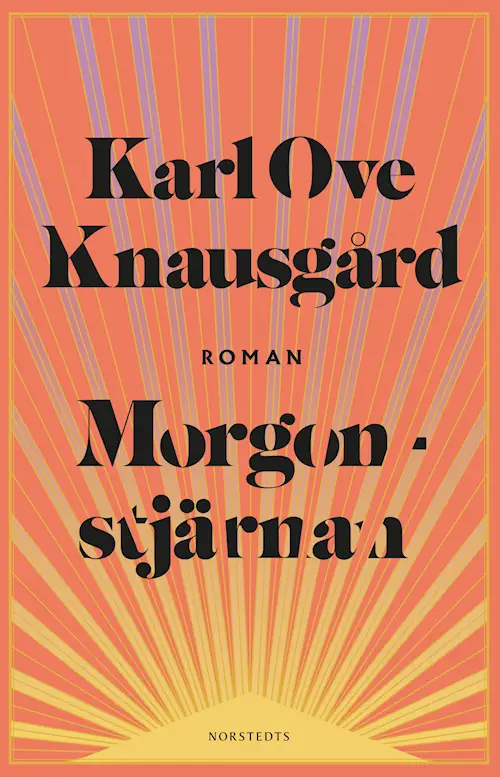 Karl Ove
Knausgård
ROMAN
Morgon-
stjärnan
NORSTEDTS